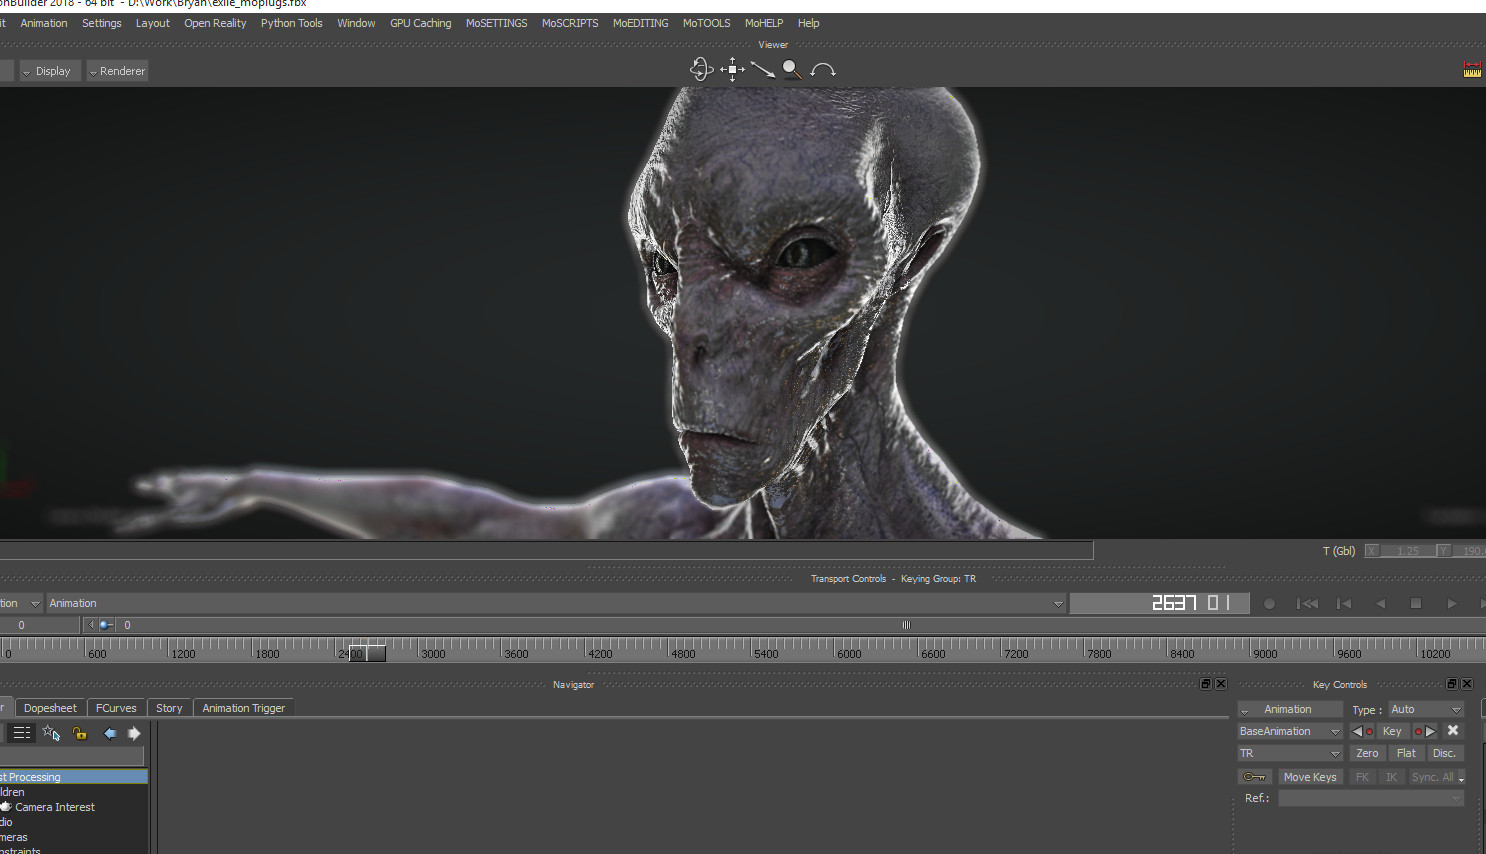 onBuilder 2018 - 64 bit - D:\Work\Bryan\exile_moplugs.fbx
it Animation Settings Layout Open Reality Python Tools Window GPU Caching MoSETTINGS MoSCRIPTS MoEDITING MoTOOLS MoHELP Help
Viewer
Display Renderer
T (Gbl) X 1.25 Y 190.
Transport Controls - Keying Group: TR
tion Animation 2637 01
0 0
0 600 1200 1800 2400 3000 3600 4200 4800 5400 6000 6600 7200 7800 8400 9000 9600 10200
Navigator Key Controls
r Dopesheet FCurves Story Animation Trigger
Animation Type : Auto
BaseAnimation Key
TR Zero Flat Disc.
st Processing
Move Keys FK IK Sync. All
ldren
Ref.:
Camera Interest
dio
meras
nstraints